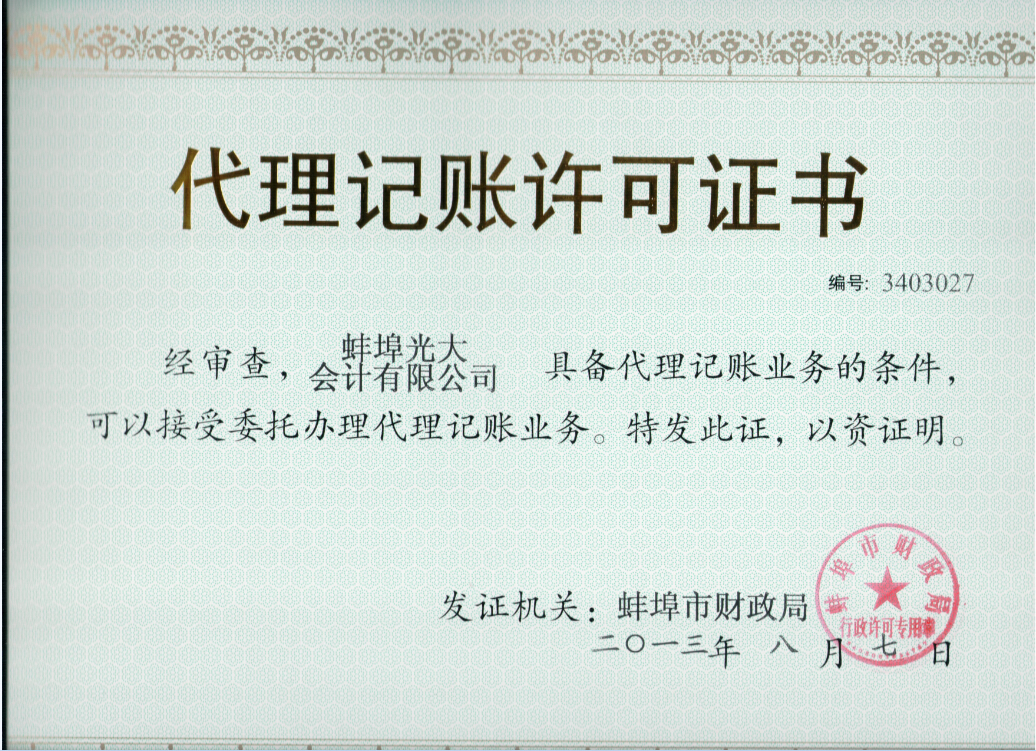 代理记账许可证书
编号: 3403027
经审查，蚌埠光大会计有限公司 具备代理记账业务的条件，
可以接受委托办理代理记账业务。特发此证，以资证明。
发证机关：蚌埠市财政局
二〇一三年 八 月 七 日
蚌埠市财政局
行政许可专用章